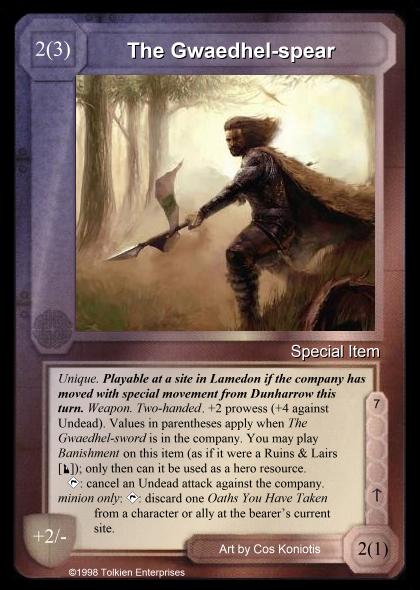 2(3)
The Gwaedhel-spear
Special Item
Unique. Playable at a site in Lamedon if the company has
moved with special movement from Dunharrow this
turn. Weapon. Two-handed. +2 prowess (+4 against
Undead). Values in parentheses apply when The
Gwaedhel-sword is in the company. You may play
Banishment on this item (as if it were a Ruins & Lairs
[]); only then can it be used as a hero resource.
: cancel an Undead attack against the company.
minion only: : discard one Oaths You Have Taken
from a character or ally at the bearer's current
site.
7
+2/-
Art by Cos Koniotis
2(1)
©1998 Tolkien Enterprises